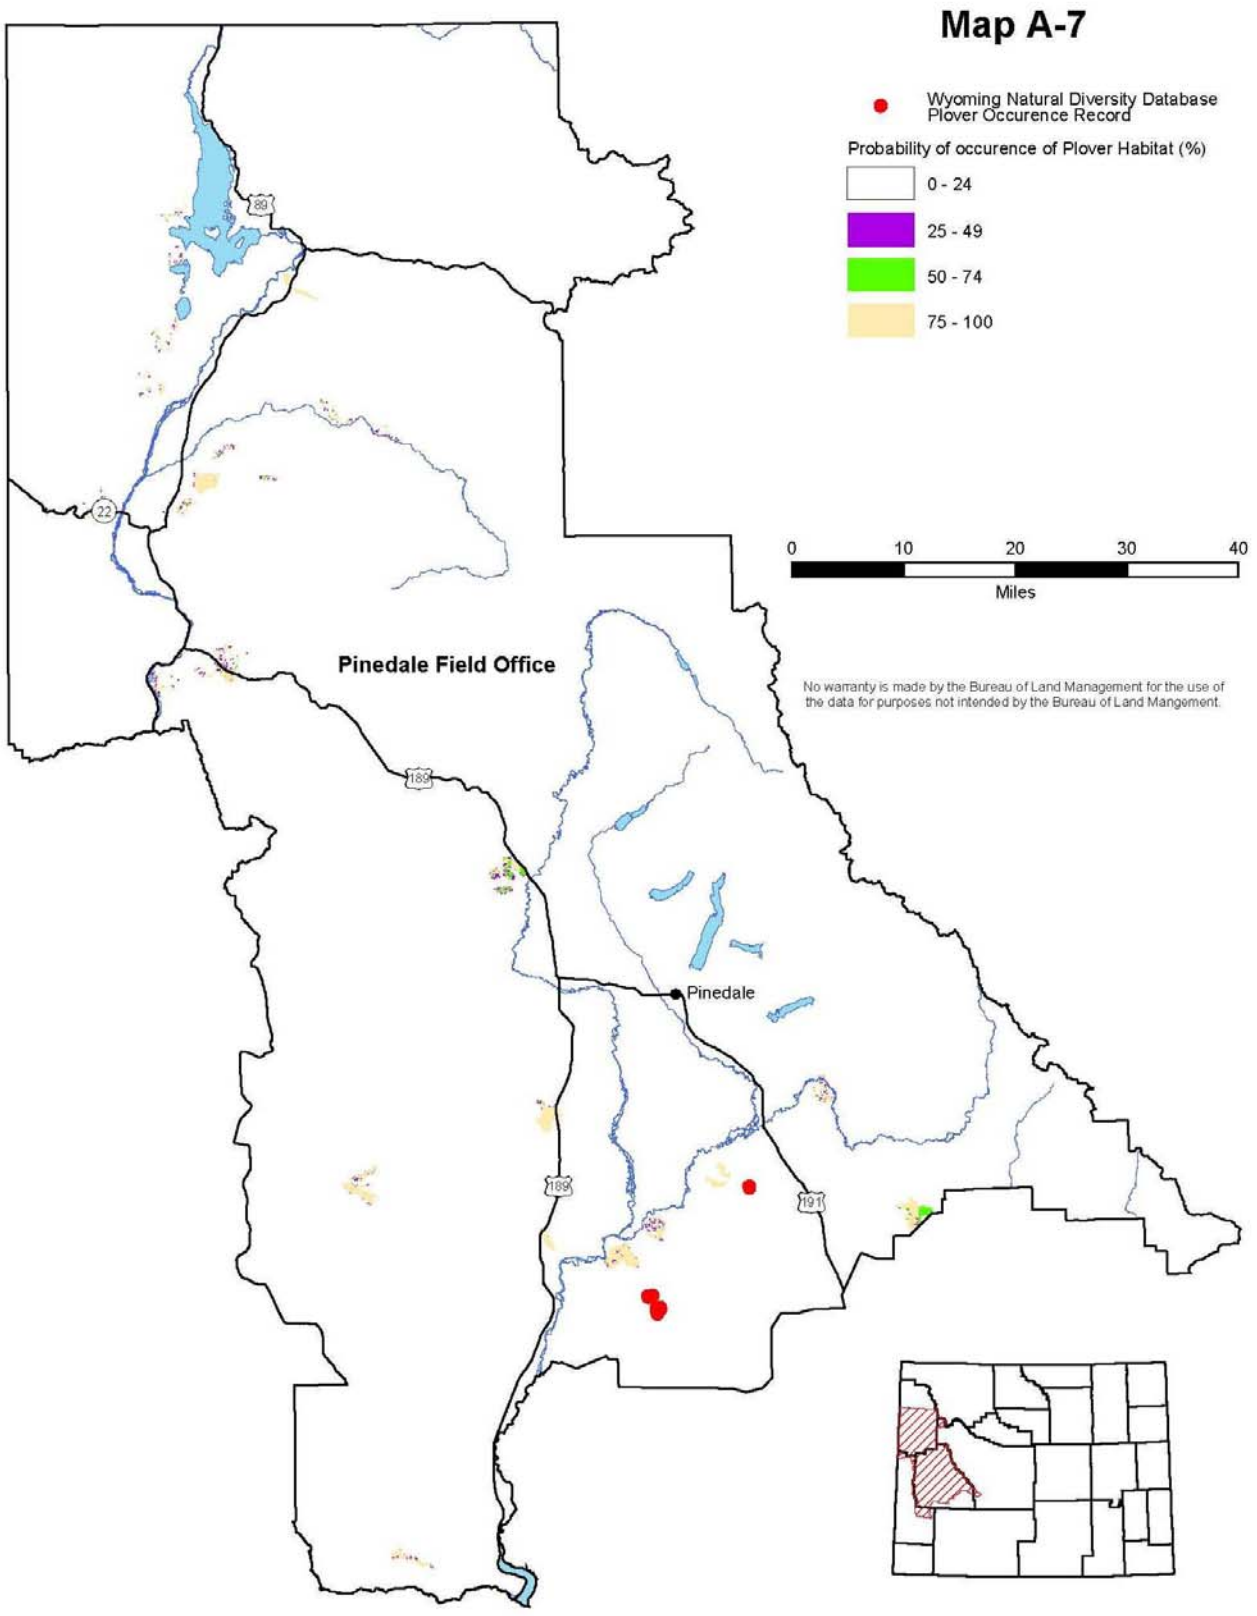 Map A-7
Wyoming Natural Diversity Database
Plover Occurence Record
Probability of occurence of Plover Habitat (%)
0 - 24
25 - 49
50 - 74
75 - 100
89
22
0 10 20 30 40
Miles
Pinedale Field Office
No warranty is made by the Bureau of Land Management for the use of
the data for purposes not intended by the Bureau of Land Mangement.
189
Pinedale
189
191